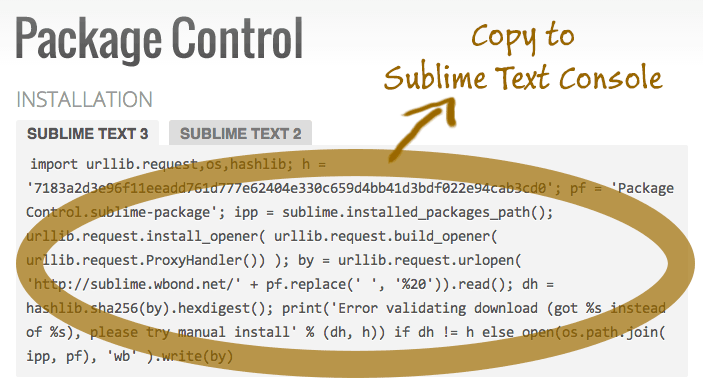 Package Control
Copy to
Sublime Text Console
INSTALLATION
SUBLIME TEXT 3 SUBLIME TEXT 2
import urllib.request,os,hashlib; h =
'7183a2d3e96f11eeadd761d777e62404e330c659d4bb41d3bdf022e94cab3cd0'; pf = 'Package
Control.sublime-package'; ipp = sublime.installed_packages_path();
urllib.request.install_opener( urllib.request.build_opener(
urllib.request.ProxyHandler()) ); by = urllib.request.urlopen(
'http://sublime.wbond.net/' + pf.replace(' ', '%20')).read(); dh =
hashlib.sha256(by).hexdigest(); print('Error validating download (got %s instead
of %s), please try manual install' % (dh, h)) if dh != h else open(os.path.join(
ipp, pf), 'wb' ).write(by)